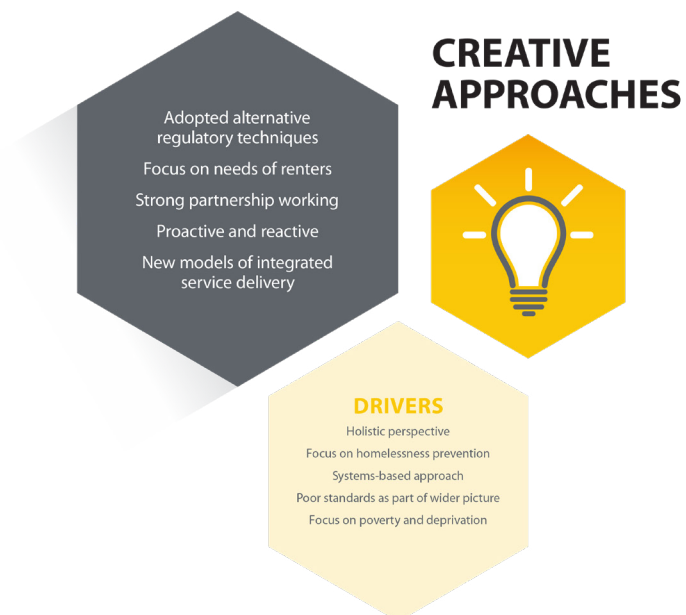 CREATIVE
APPROACHES
Adopted alternative
regulatory techniques
Focus on needs of renters
Strong partnership working
Proactive and reactive
New models of integrated
service delivery
DRIVERS
Holistic perspective
Focus on homelessness prevention
Systems-based approach
Poor standards as part of wider picture
Focus on poverty and deprivation